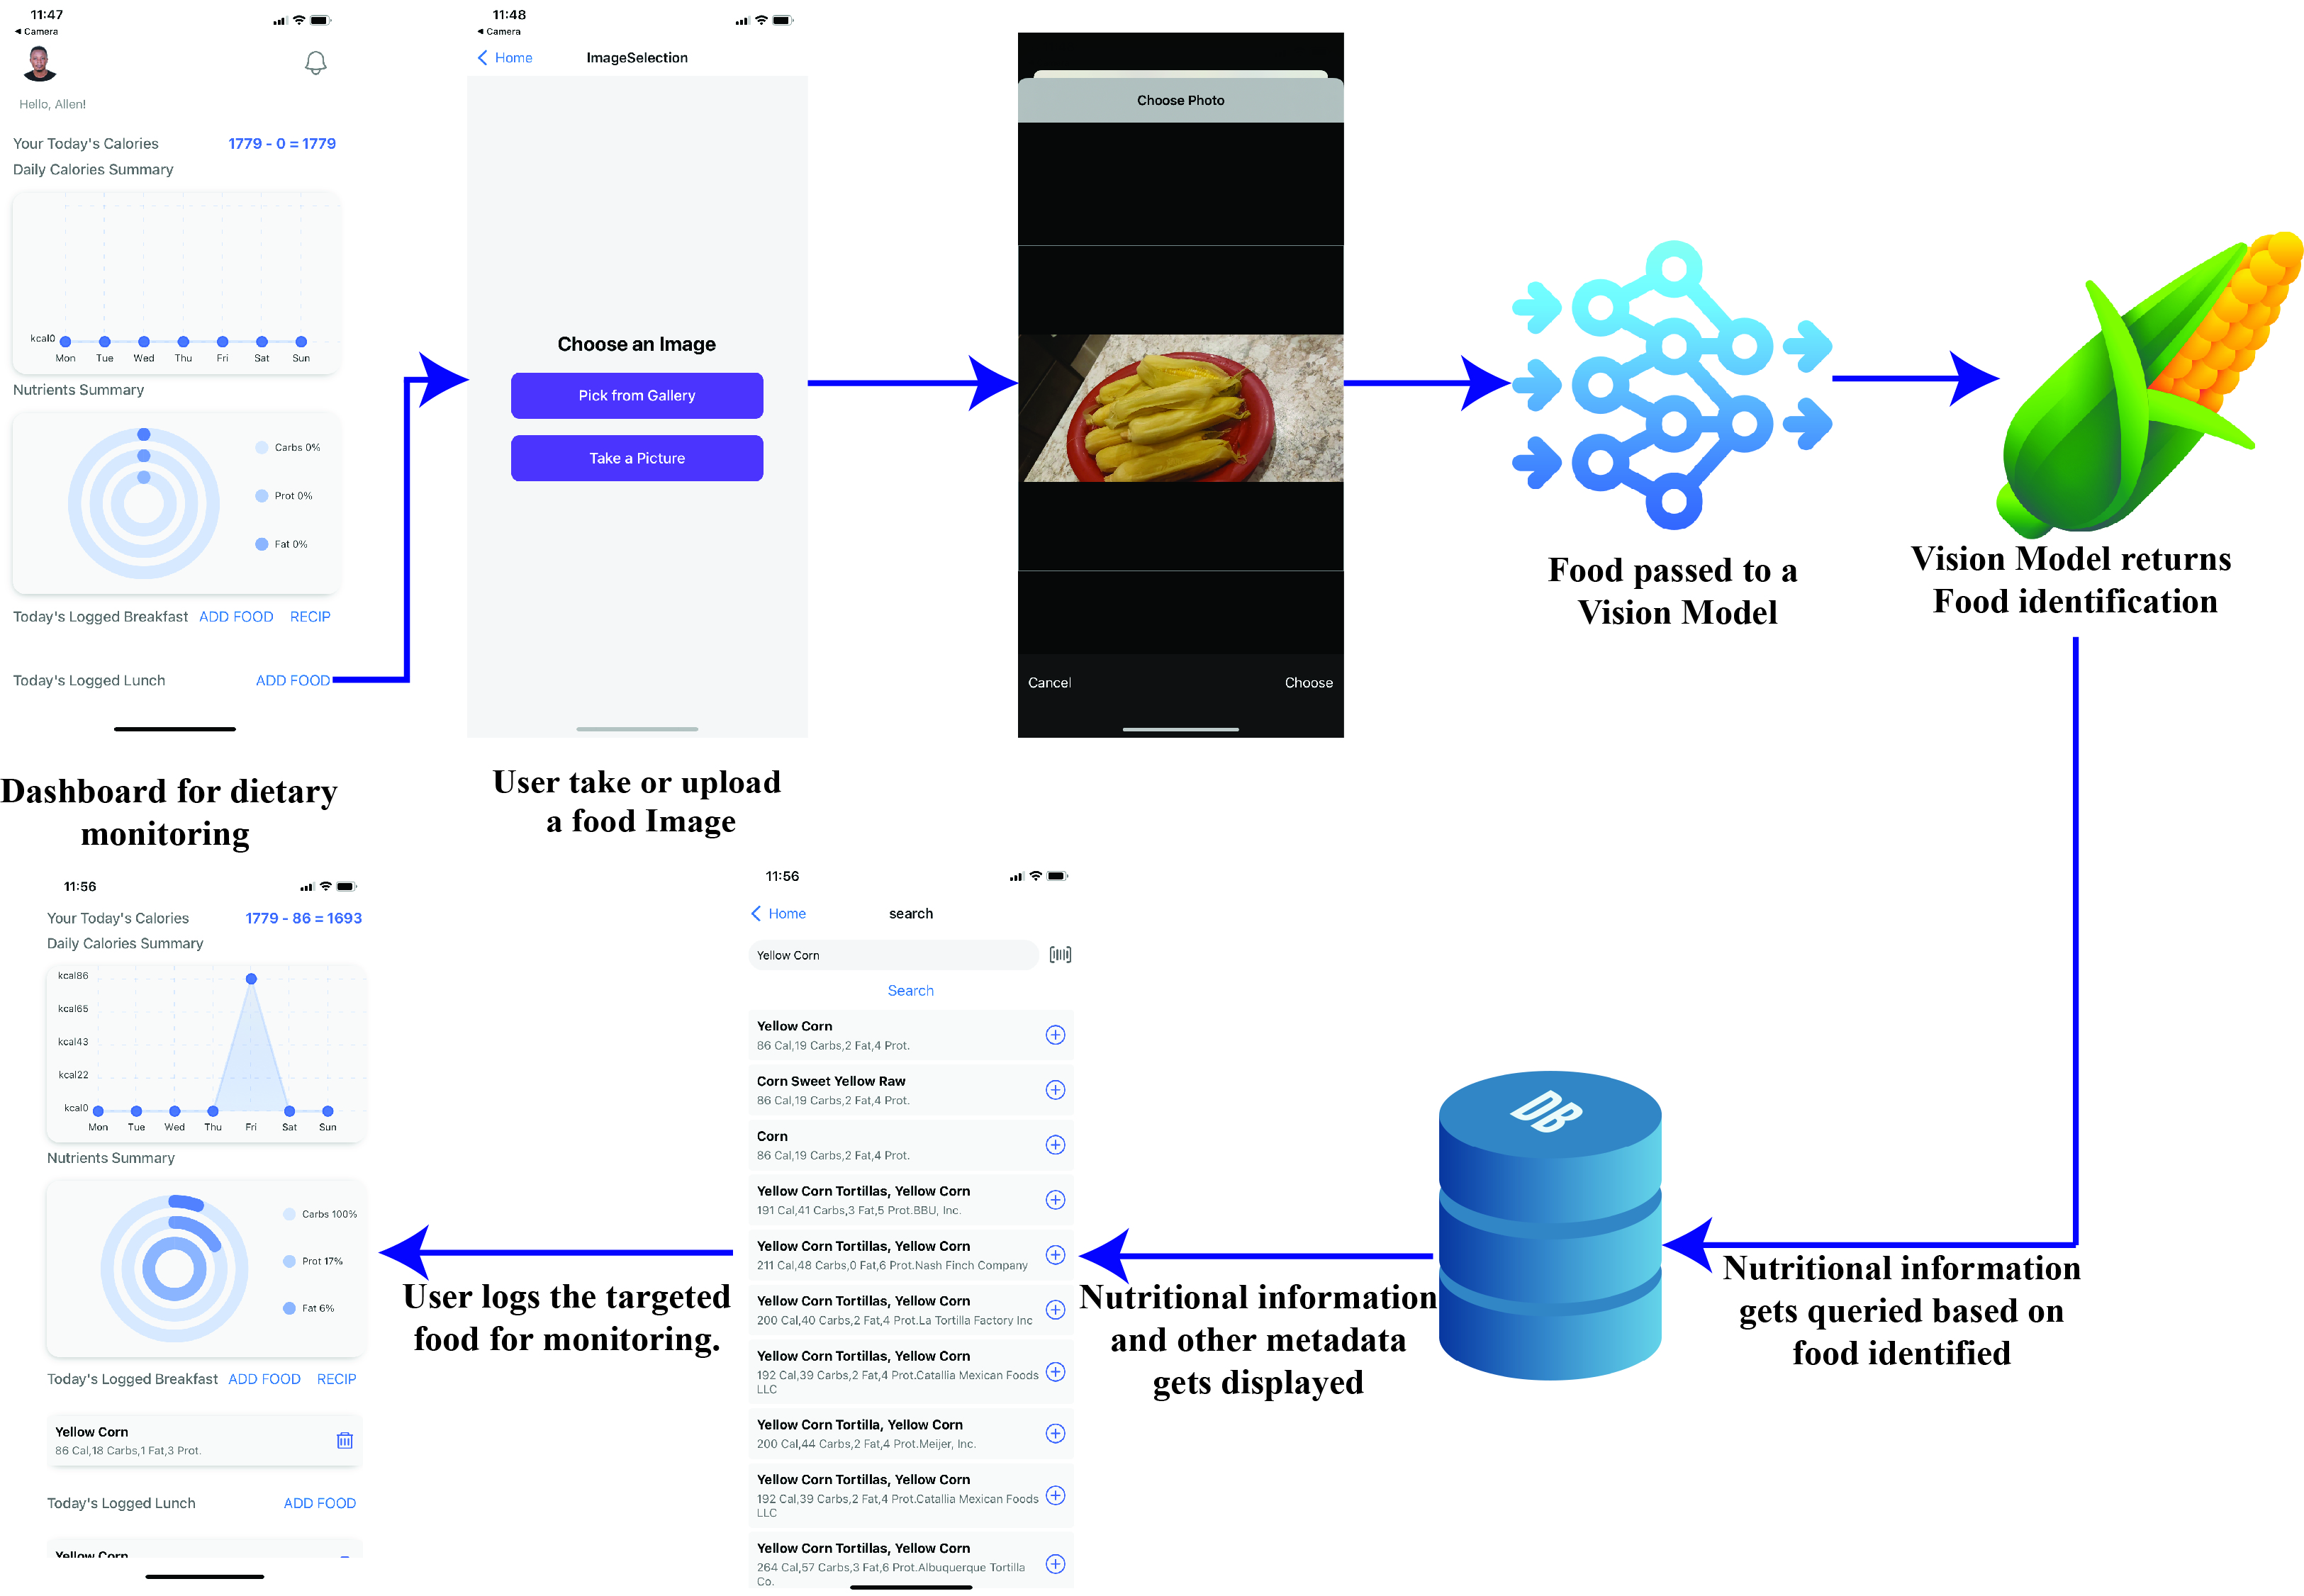 11:47
Camera
Hello, Allen!
Your Today's Calories 1779 - 0 = 1779
Daily Calories Summary
kcal0
Mon Tue Wed Thu Fri Sat Sun
Nutrients Summary
Carbs 0%
Prot 0%
Fat 0%
Today's Logged Breakfast ADD FOOD RECIP
Today's Logged Lunch ADD FOOD
Dashboard for dietary
monitoring
11:48
Camera
Home ImageSelection
Choose an Image
Pick from Gallery
Take a Picture
User take or upload
a food Image
Choose Photo
Cancel Choose
Food passed to a
Vision Model
Vision Model returns
Food identification
Nutritional information
gets queried based on
food identified
DB
Nutritional information
and other metadata
gets displayed
11:56
Home search
Yellow Corn
Search
Yellow Corn
86 Cal,19 Carbs,2 Fat,4 Prot.
Corn Sweet Yellow Raw
86 Cal,19 Carbs,2 Fat,4 Prot.
Corn
86 Cal,19 Carbs,2 Fat,4 Prot.
Yellow Corn Tortillas, Yellow Corn
191 Cal,41 Carbs,3 Fat,5 Prot.BBU, Inc.
Yellow Corn Tortillas, Yellow Corn
211 Cal,48 Carbs,0 Fat,6 Prot.Nash Finch Company
Yellow Corn Tortillas, Yellow Corn
200 Cal,40 Carbs,2 Fat,4 Prot.La Tortilla Factory Inc
Yellow Corn Tortillas, Yellow Corn
192 Cal,39 Carbs,2 Fat,4 Prot.Catallia Mexican Foods
LLC
Yellow Corn Tortilla, Yellow Corn
200 Cal,44 Carbs,2 Fat,4 Prot.Meijer, Inc.
Yellow Corn Tortillas, Yellow Corn
192 Cal,39 Carbs,2 Fat,4 Prot.Catallia Mexican Foods
LLC
Yellow Corn Tortillas, Yellow Corn
264 Cal,57 Carbs,3 Fat,6 Prot.Albuquerque Tortilla
Co.
User logs the targeted
food for monitoring.
11:56
Your Today's Calories 1779 - 86 = 1693
Daily Calories Summary
kcal86
kcal65
kcal43
kcal22
kcal0
Mon Tue Wed Thu Fri Sat Sun
Nutrients Summary
Carbs 100%
Prot 17%
Fat 6%
Today's Logged Breakfast ADD FOOD RECIP
Yellow Corn
86 Cal,18 Carbs,1 Fat,3 Prot.
Today's Logged Lunch ADD FOOD
Yellow Corn